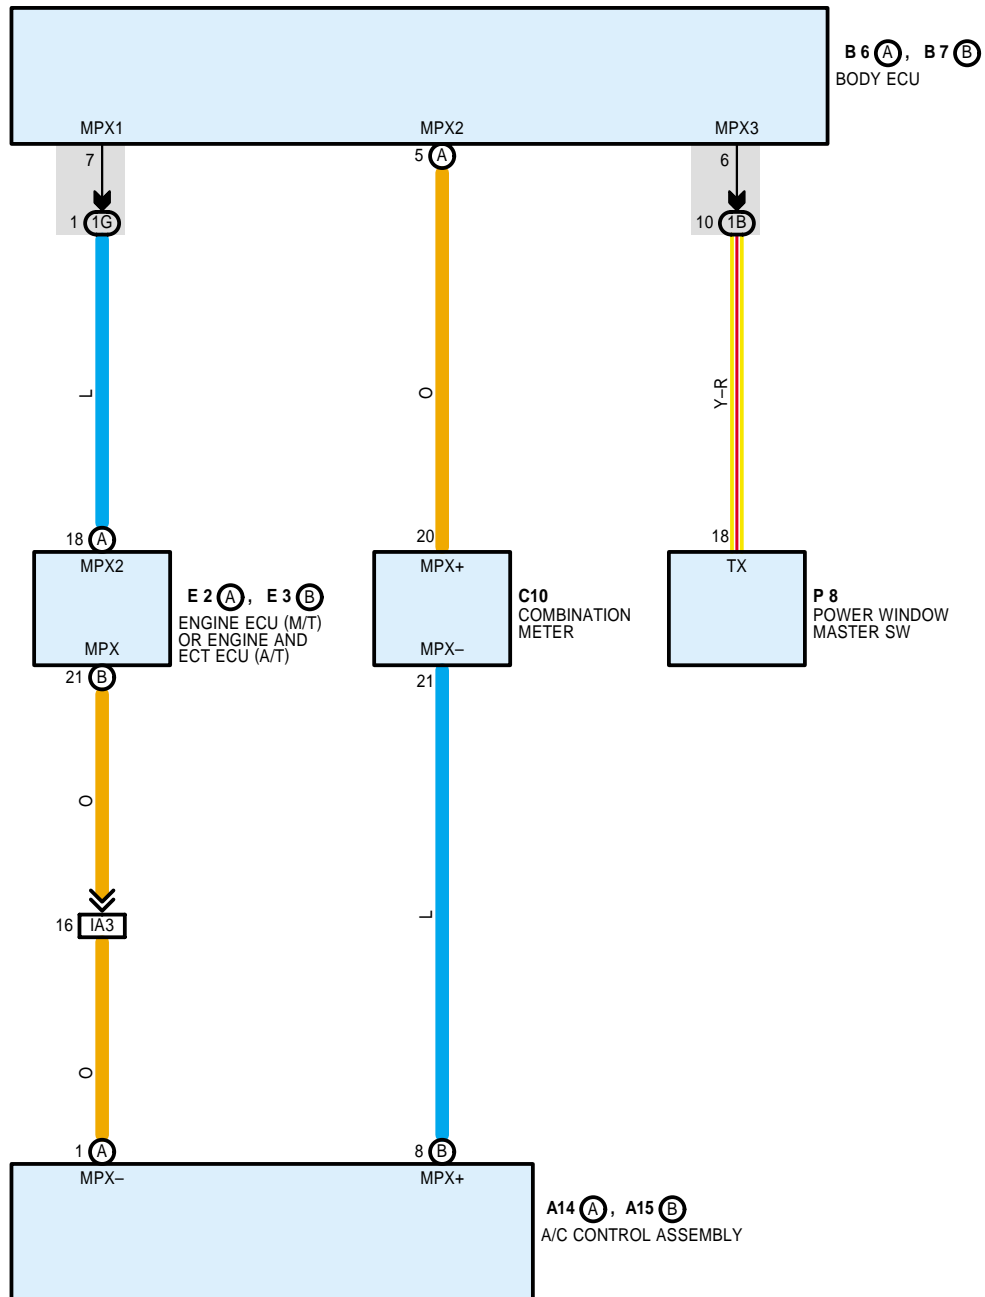 B 6 A , B 7 B
BODY ECU
MPX1 MPX2 MPX3
7 5 A 6
1 1G 10 1B
L O Y–R
18 A 20 18
MPX2 MPX+ TX
E 2 A , E 3 B
ENGINE ECU (M/T)
OR ENGINE AND
ECT ECU (A/T)
C10
COMBINATION
METER
P 8
POWER WINDOW
MASTER SW
MPX MPX–
21 B 21
O
16 IA3
L
O
1 A 8 B
MPX– MPX+
A14 A , A15 B
A/C CONTROL ASSEMBLY